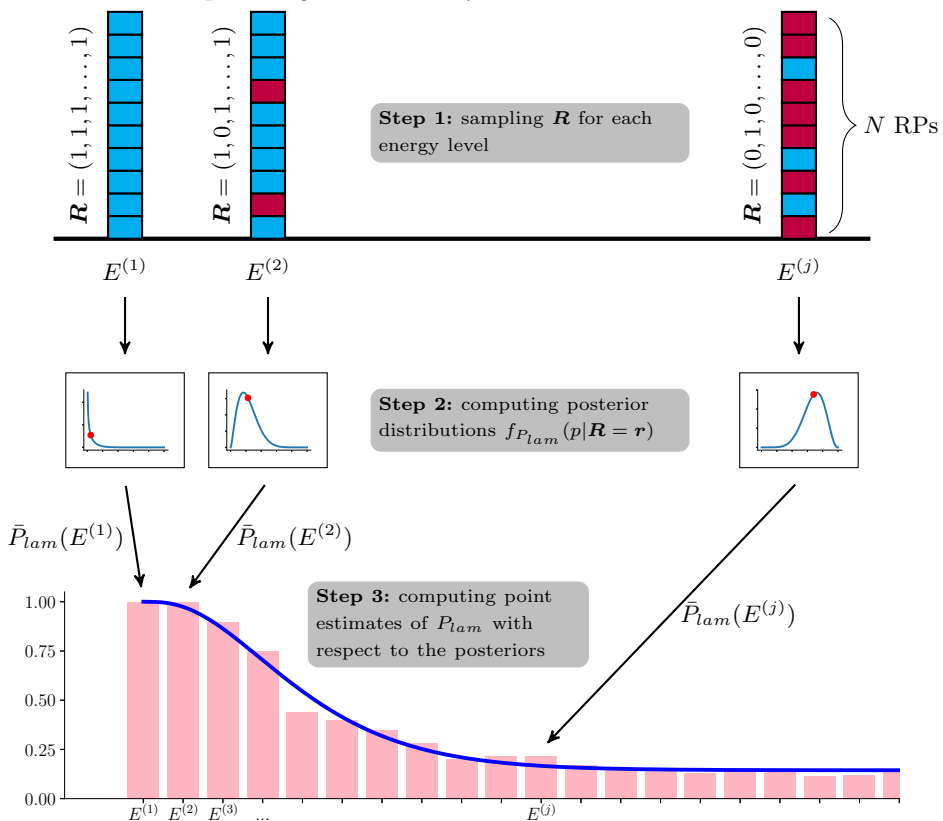 R = (1, 1, 1, . . . , 1)
R = (1, 0, 1, . . . , 1)
R = (0, 1, 0, . . . , 0)
Step 1: sampling R for each
energy level
N RPs
E^(1)
E^(2)
E^(j)
Step 2: computing posterior
distributions f_{P_lam}(p|R = r)
P̄_lam(E^(1))
P̄_lam(E^(2))
P̄_lam(E^(j))
Step 3: computing point
estimates of P_lam with
respect to the posteriors
1.00
0.75
0.50
0.25
0.00
E^(1)
E^(2)
E^(3)
...
E^(j)